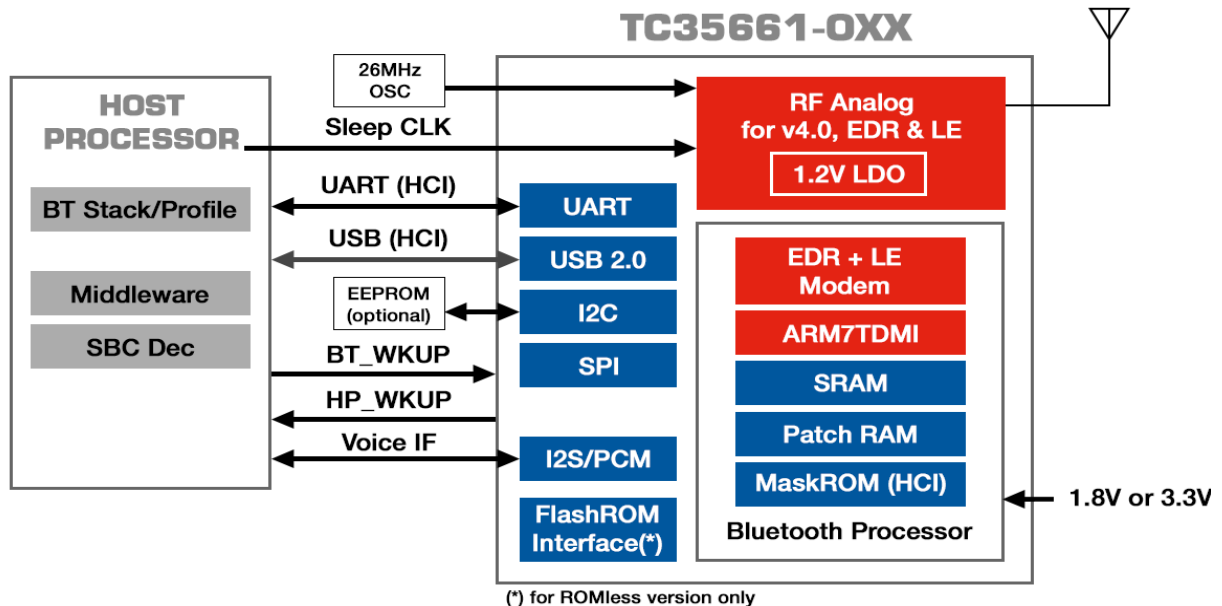 TC35661-0XX
HOST
PROCESSOR
BT Stack/Profile
Middleware
SBC Dec
26MHz
OSC
Sleep CLK
UART (HCI)
USB (HCI)
EEPROM
(optional)
BT_WKUP
HP_WKUP
Voice IF
UART
USB 2.0
I2C
SPI
I2S/PCM
FlashROM
Interface(*)
RF Analog
for v4.0, EDR & LE
1.2V LDO
EDR + LE
Modem
ARM7TDMI
SRAM
Patch RAM
MaskROM (HCI)
Bluetooth Processor
1.8V or 3.3V
(*) for ROMless version only